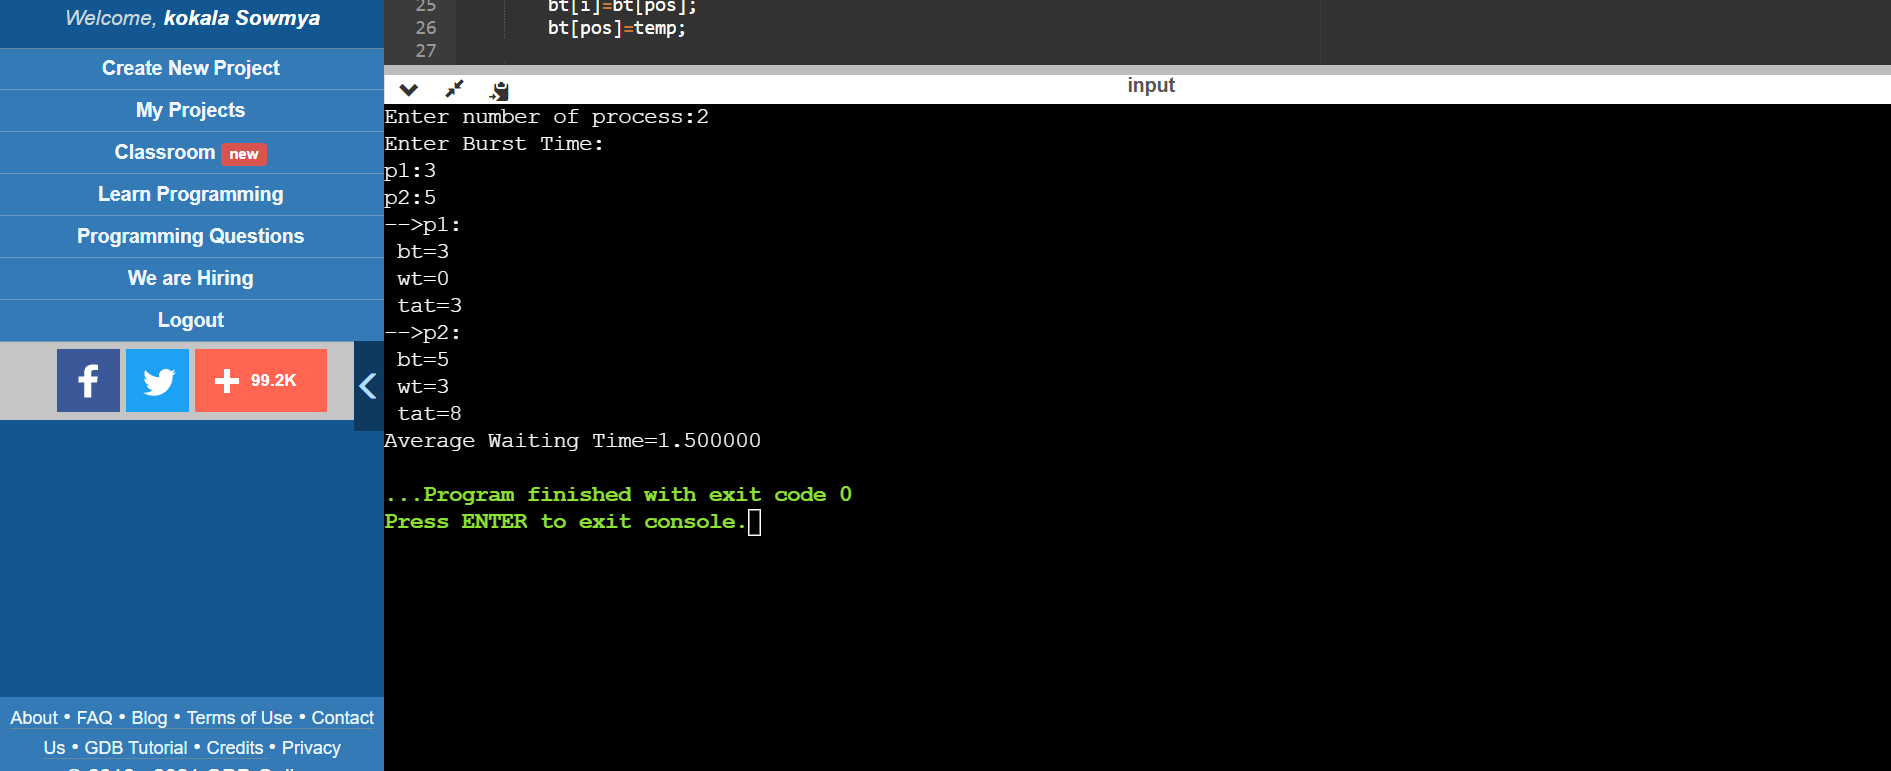 Welcome, kokala Sowmya
Create New Project
My Projects
Classroom new
Learn Programming
Programming Questions
We are Hiring
Logout
99.2K
About • FAQ • Blog • Terms of Use • Contact
Us • GDB Tutorial • Credits • Privacy
25 bt[i]=bt[pos];
26 bt[pos]=temp;
27
input
Enter number of process:2
Enter Burst Time:
p1:3
p2:5
-->p1:
bt=3
wt=0
tat=3
-->p2:
bt=5
wt=3
tat=8
Average Waiting Time=1.500000
...Program finished with exit code 0
Press ENTER to exit console.